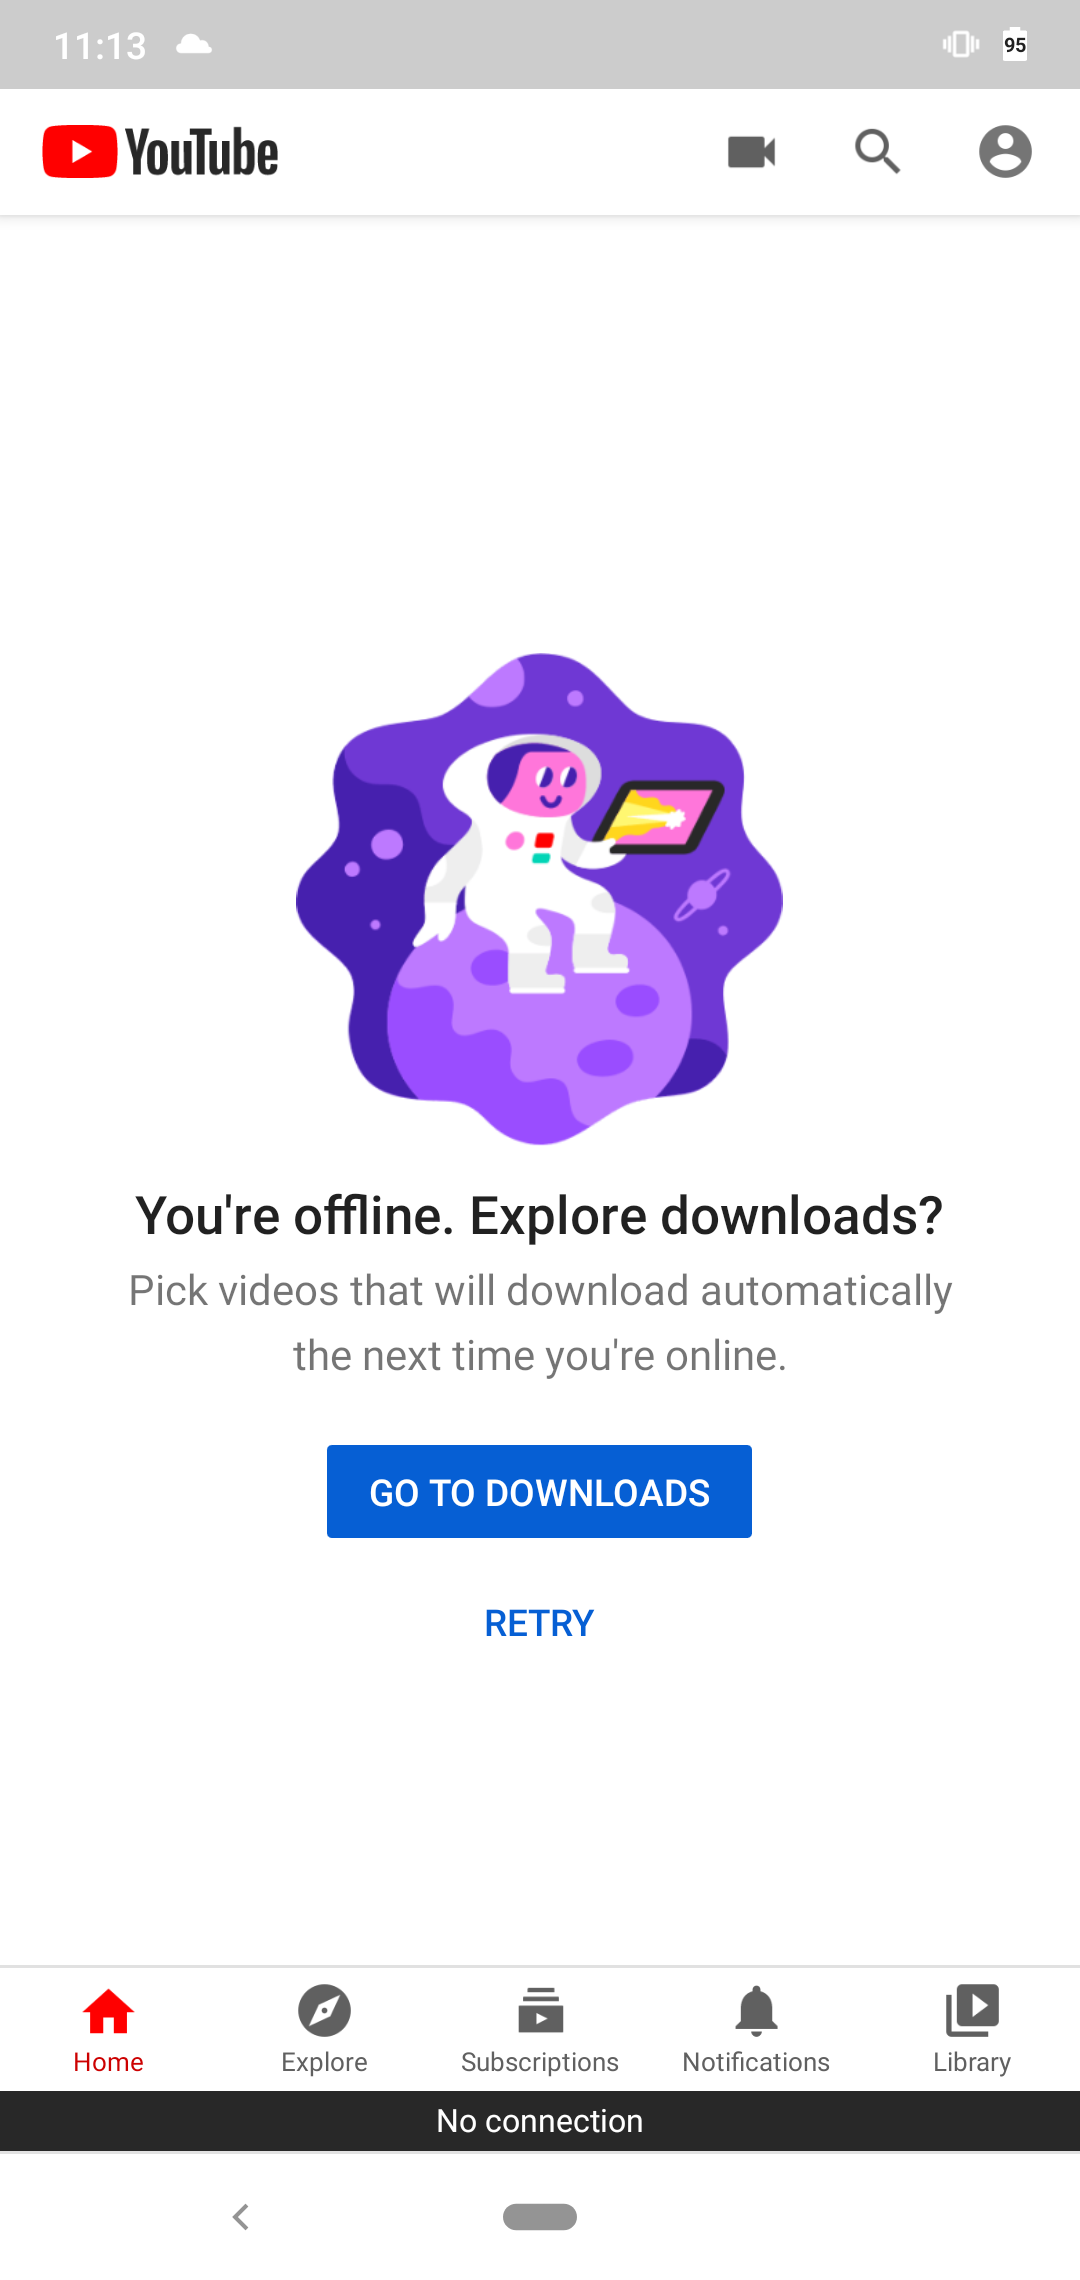 11:13
95
YouTube
You're offline. Explore downloads?
Pick videos that will download automatically
the next time you're online.
GO TO DOWNLOADS
RETRY
Home Explore Subscriptions Notifications Library
No connection